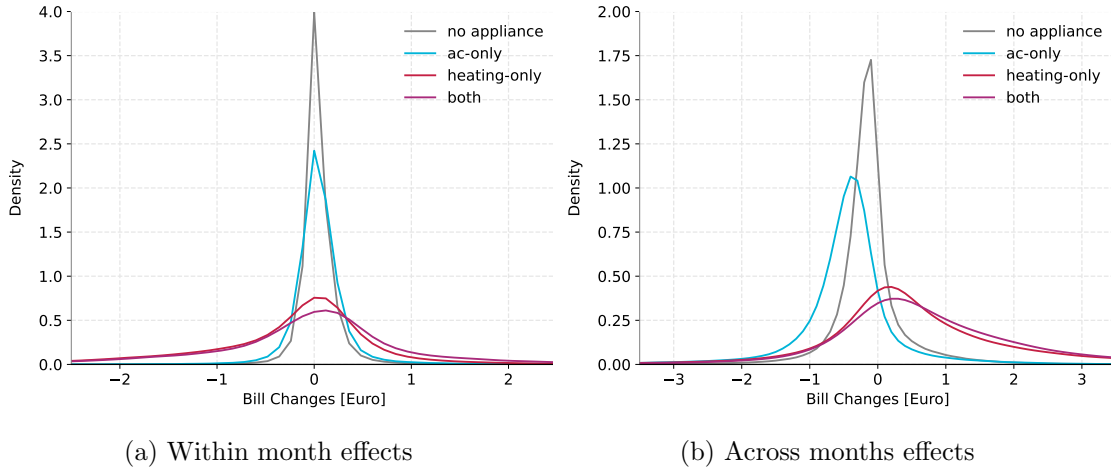 4.0
3.5
3.0
2.5
2.0
1.5
1.0
0.5
0.0
Density
no appliance
ac-only
heating-only
both
−2 −1 0 1 2
Bill Changes [Euro]
(a) Within month effects
2.00
1.75
1.50
1.25
1.00
0.75
0.50
0.25
0.00
Density
no appliance
ac-only
heating-only
both
−3 −2 −1 0 1 2 3
Bill Changes [Euro]
(b) Across months effects